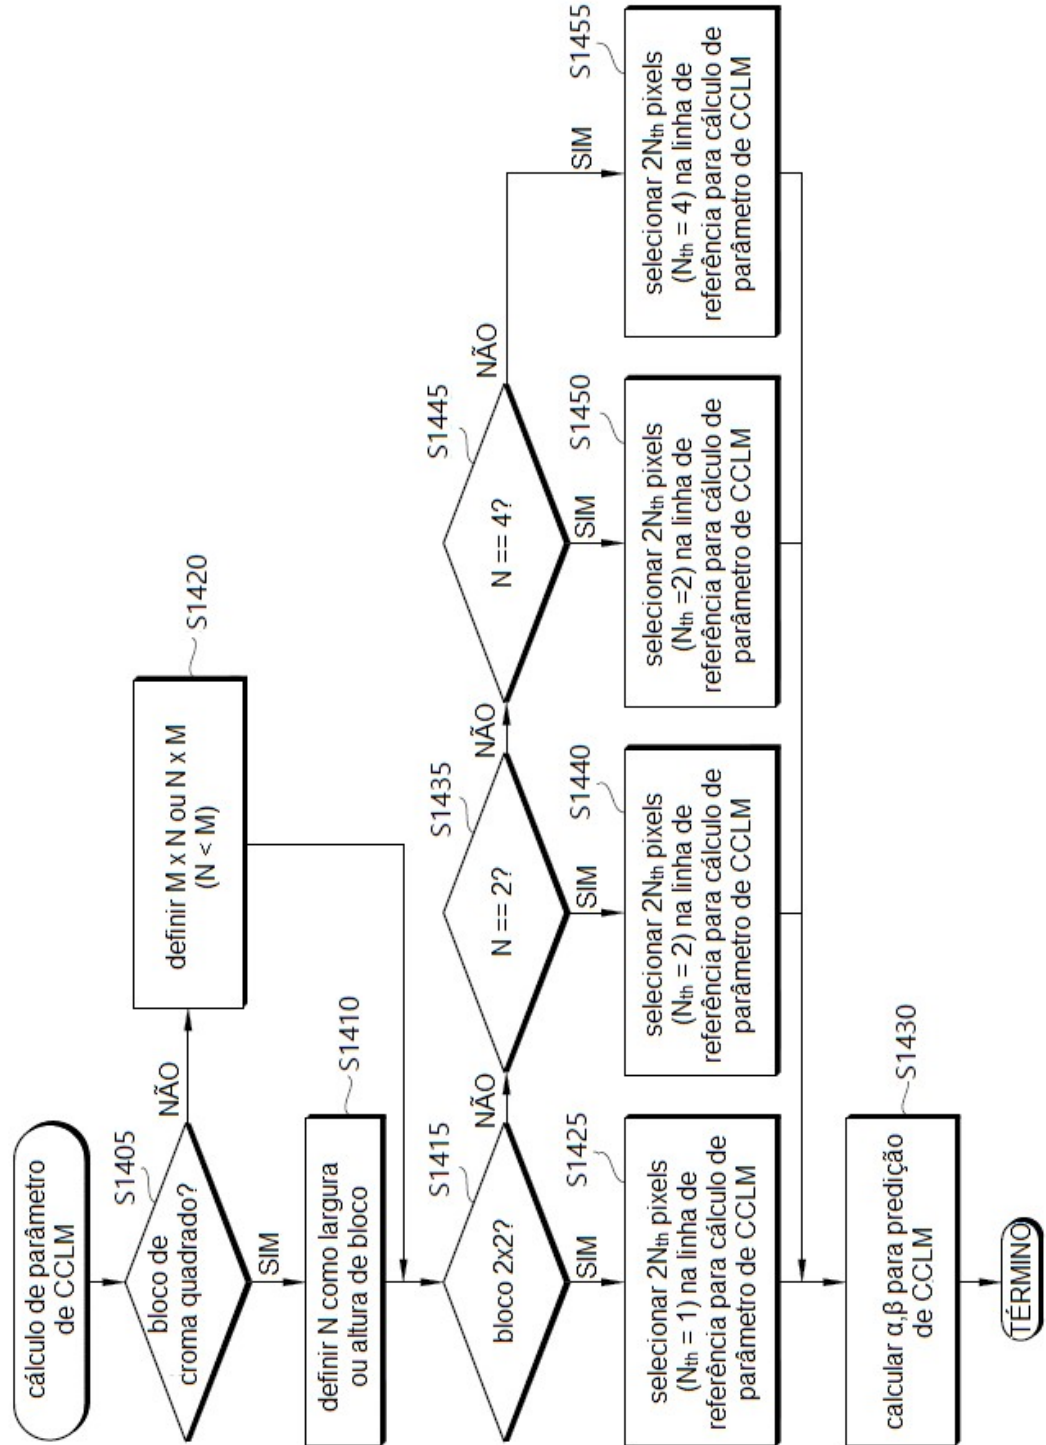 cálculo de parâmetro
de CCLM
S1405
bloco de
croma quadrado?
NÃO
SIM
S1420
definir M x N ou N x M
(N < M)
S1410
definir N como largura
ou altura de bloco
S1415
bloco 2x2?
NÃO
SIM
S1435
N == 2?
NÃO
SIM
S1445
N == 4?
NÃO
SIM
SIM
S1425
selecionar 2Nth pixels
(Nth = 1) na linha de
referência para cálculo de
parâmetro de CCLM
S1440
selecionar 2Nth pixels
(Nth = 2) na linha de
referência para cálculo de
parâmetro de CCLM
S1450
selecionar 2Nth pixels
(Nth =2) na linha de
referência para cálculo de
parâmetro de CCLM
S1455
selecionar 2Nth pixels
(Nth = 4) na linha de
referência para cálculo de
parâmetro de CCLM
S1430
calcular α,β para predição
de CCLM
TÉRMINO